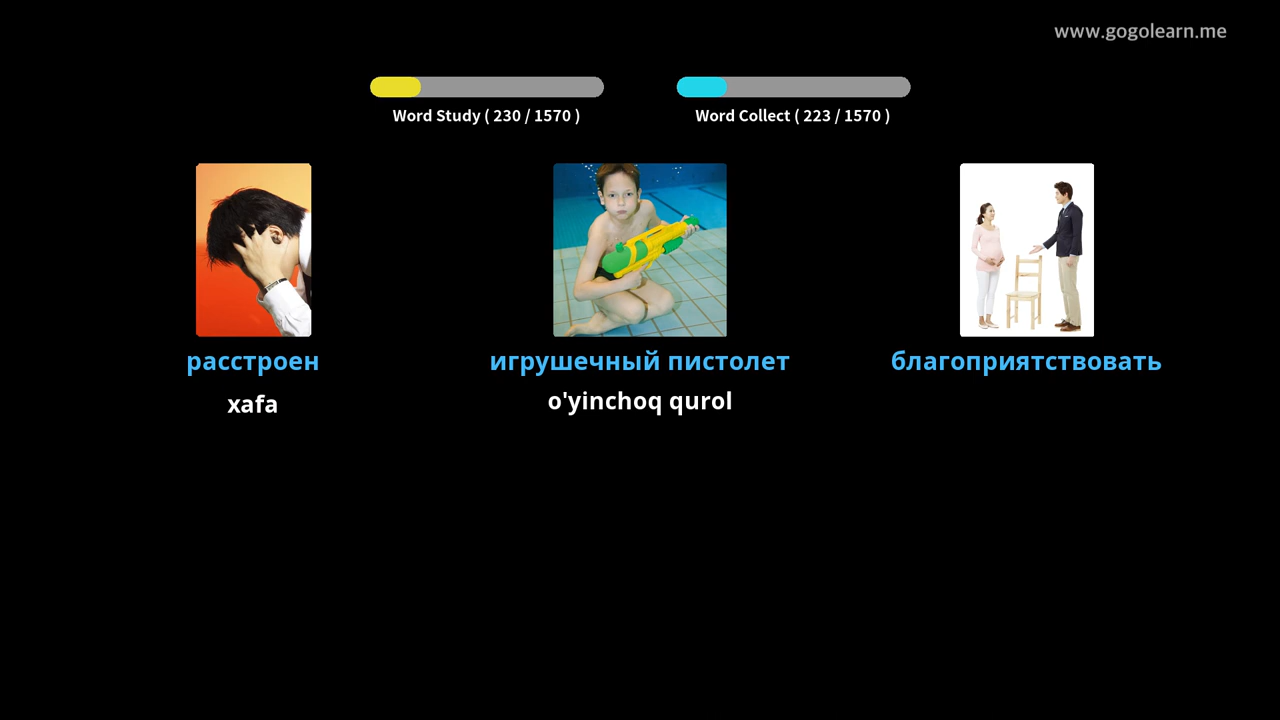 www.gogolearn.me
Word Study ( 230 / 1570 )
Word Collect ( 223 / 1570 )
расстроен
игрушечный пистолет
благоприятствовать
xafa
o'yinchoq qurol